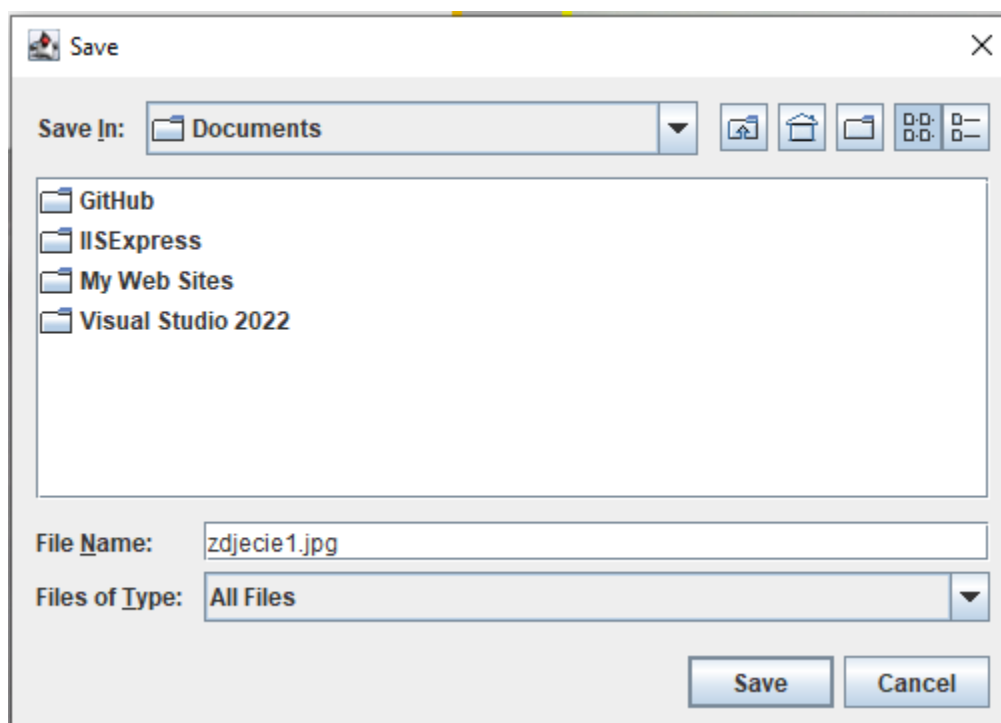 Save
Save In: Documents
GitHub
IISExpress
My Web Sites
Visual Studio 2022
File Name: zdjecie1.jpg
Files of Type: All Files
Save Cancel